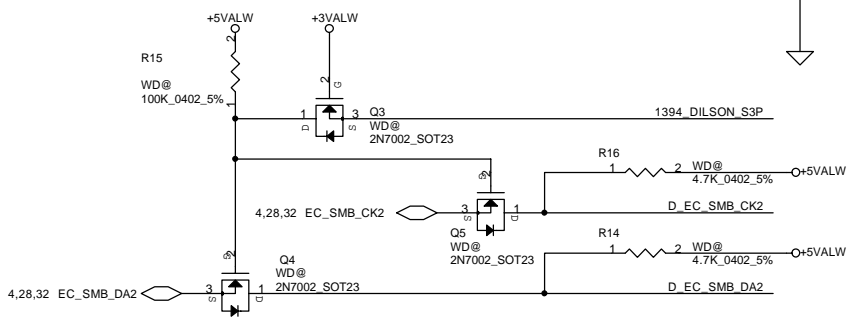 +5VALW
+3VALW
2
R15
WD@
100K_0402_5%
1
2
G
1
D
3
S
Q3
WD@
2N7002_SOT23
1394_DILSON_S3P
R16
1
2
WD@
4.7K_0402_5%
+5VALW
2
G
4,28,32 EC_SMB_CK2
3
S
1
D
D_EC_SMB_CK2
Q5
WD@
2N7002_SOT23
R14
1
2
WD@
4.7K_0402_5%
+5VALW
2
G
Q4
WD@
2N7002_SOT23
4,28,32 EC_SMB_DA2
3
S
1
D
D_EC_SMB_DA2